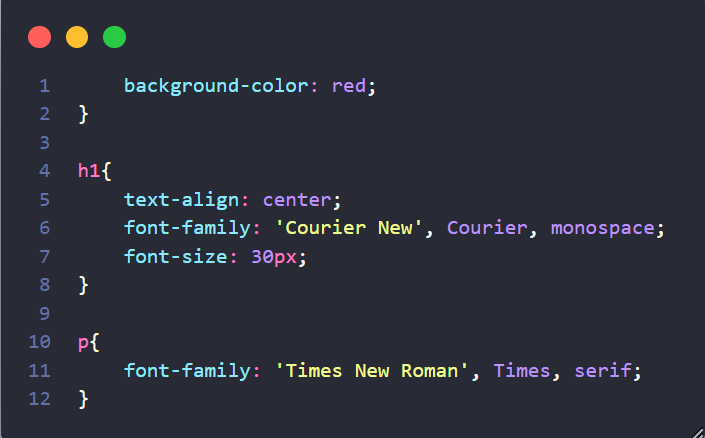 1 background-color: red;
2 }
3
4 h1{
5 text-align: center;
6 font-family: 'Courier New', Courier, monospace;
7 font-size: 30px;
8 }
9
10 p{
11 font-family: 'Times New Roman', Times, serif;
12 }